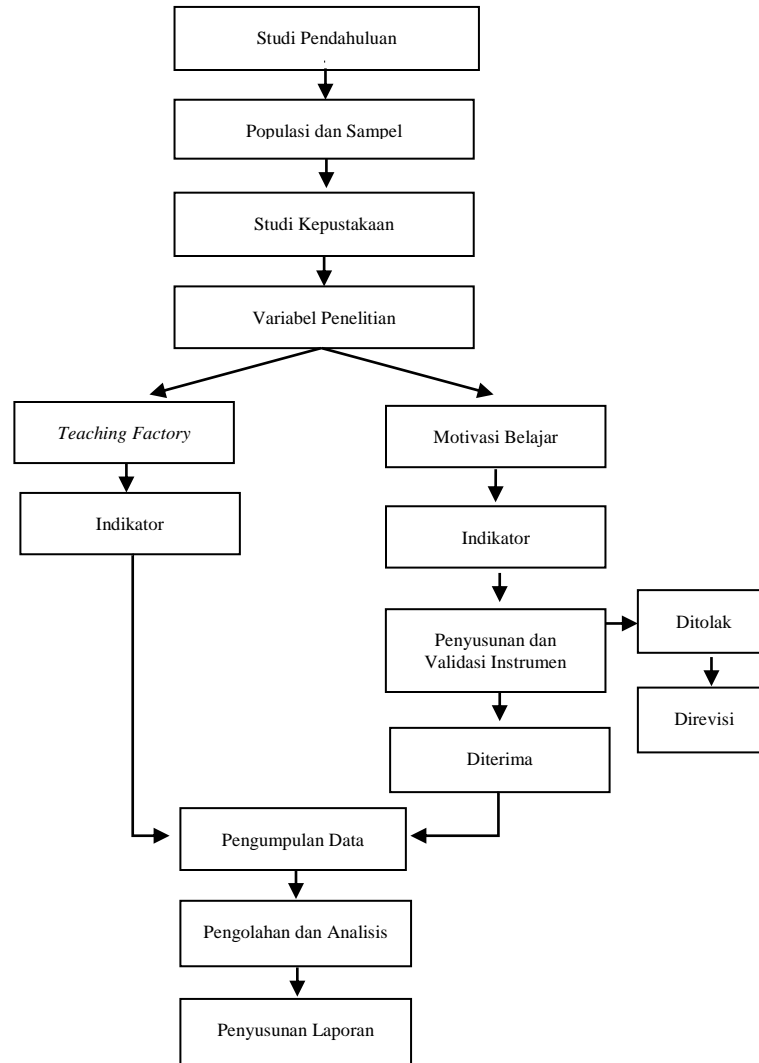 Studi Pendahuluan
Populasi dan Sampel
Studi Kepustakaan
Variabel Penelitian
Teaching Factory
Motivasi Belajar
Indikator
Indikator
Penyusunan dan
Validasi Instrumen
Ditolak
Direvisi
Diterima
Pengumpulan Data
Pengolahan dan Analisis
Penyusunan Laporan